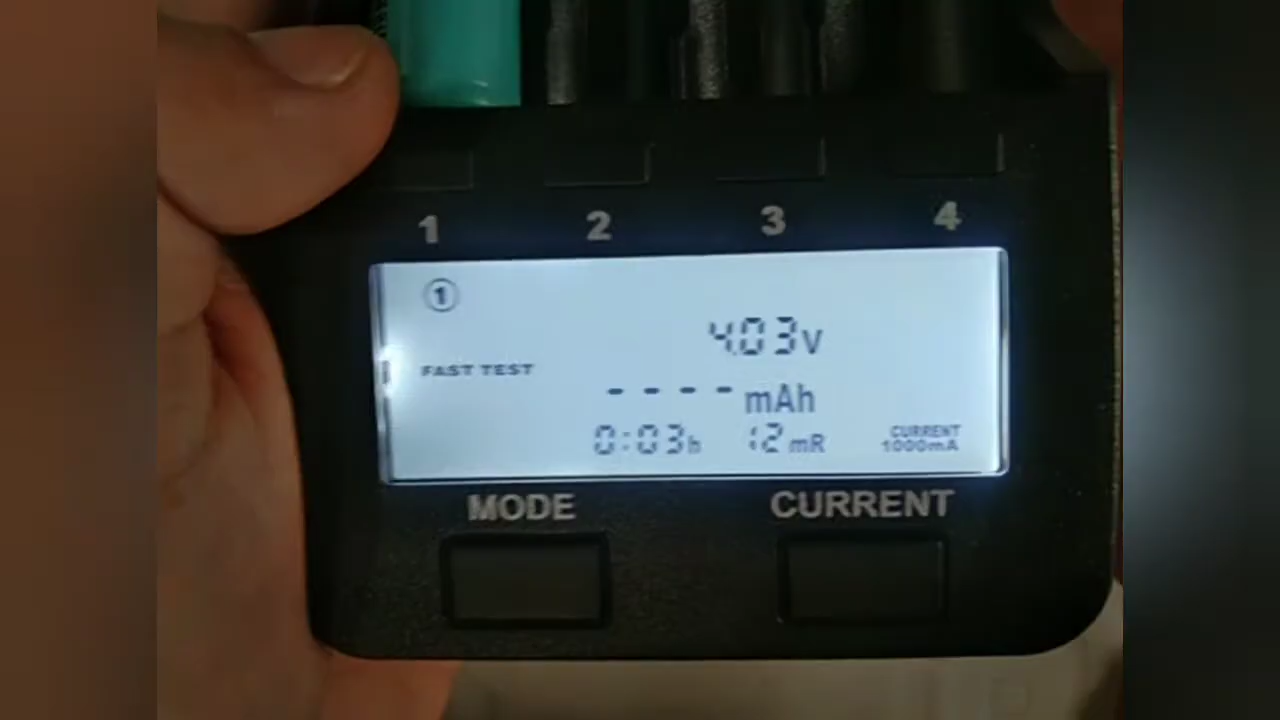 1 2 3 4
①
4.03V
FAST TEST
- - - - mAh
0:03h 12mR CURRENT 1000mA
MODE CURRENT